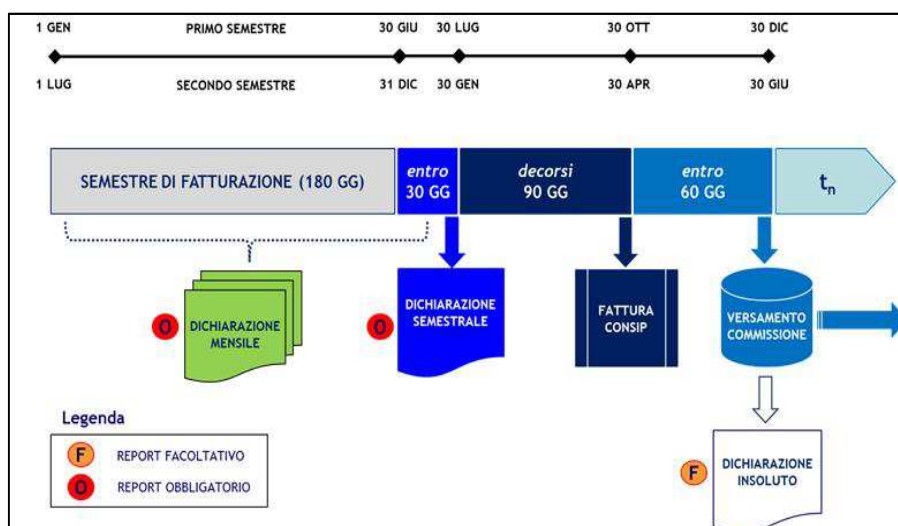 1 GEN PRIMO SEMESTRE 30 GIU 30 LUG 30 OTT 30 DIC
1 LUG SECONDO SEMESTRE 31 DIC 30 GEN 30 APR 30 GIU
SEMESTRE DI FATTURAZIONE (180 GG)
entro
30 GG
decorsi
90 GG
entro
60 GG
tn
O
DICHIARAZIONE
MENSILE
O
DICHIARAZIONE
SEMESTRALE
FATTURA
CONSIP
VERSAMENTO
COMMISSIONE
Legenda
F REPORT FACOLTATIVO
O REPORT OBBLIGATORIO
F
DICHIARAZIONE
INSOLUTO